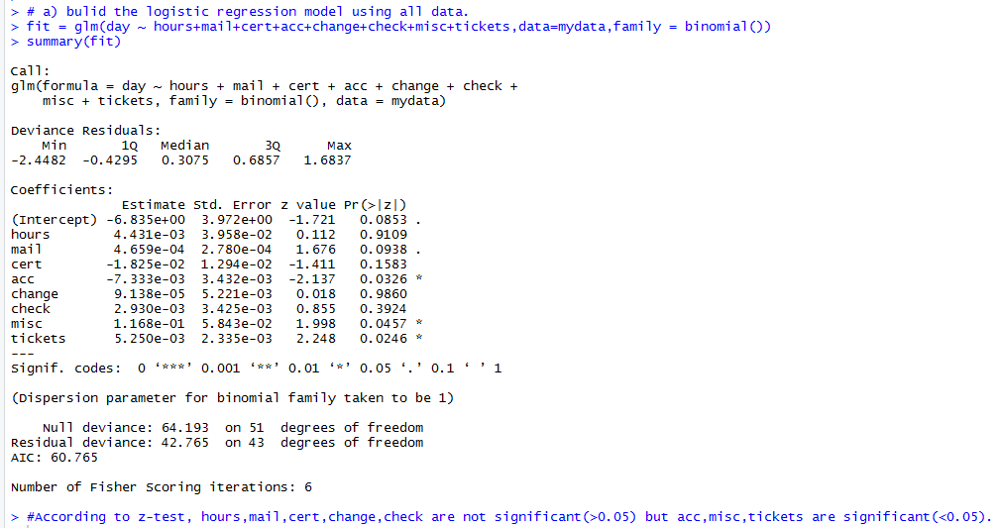 > # a) bulid the logistic regression model using all data.
> fit = glm(day ~ hours+mail+cert+acc+change+check+misc+tickets,data=mydata,family = binomial())
> summary(fit)
Call:
glm(formula = day ~ hours + mail + cert + acc + change + check +
misc + tickets, family = binomial(), data = mydata)
Deviance Residuals:
Min 1Q Median 3Q Max
-2.4482 -0.4295 0.3075 0.6857 1.6837
Coefficients:
Estimate Std. Error z value Pr(>|z|)
(Intercept) -6.835e+00 3.972e+00 -1.721 0.0853 .
hours 4.431e-03 3.958e-02 0.112 0.9109
mail 4.659e-04 2.780e-04 1.676 0.0938 .
cert -1.825e-02 1.294e-02 -1.411 0.1583
acc -7.333e-03 3.432e-03 -2.137 0.0326 *
change 9.138e-05 5.221e-03 0.018 0.9860
check 2.930e-03 3.425e-03 0.855 0.3924
misc 1.168e-01 5.843e-02 1.998 0.0457 *
tickets 5.250e-03 2.335e-03 2.248 0.0246 *
---
Signif. codes: 0 ‘***’ 0.001 ‘**’ 0.01 ‘*’ 0.05 ‘.’ 0.1 ‘ ’ 1
(Dispersion parameter for binomial family taken to be 1)
Null deviance: 64.193 on 51 degrees of freedom
Residual deviance: 42.765 on 43 degrees of freedom
AIC: 60.765
Number of Fisher Scoring iterations: 6
> #According to z-test, hours,mail,cert,change,check are not significant(>0.05) but acc,misc,tickets are significant(<0.05).